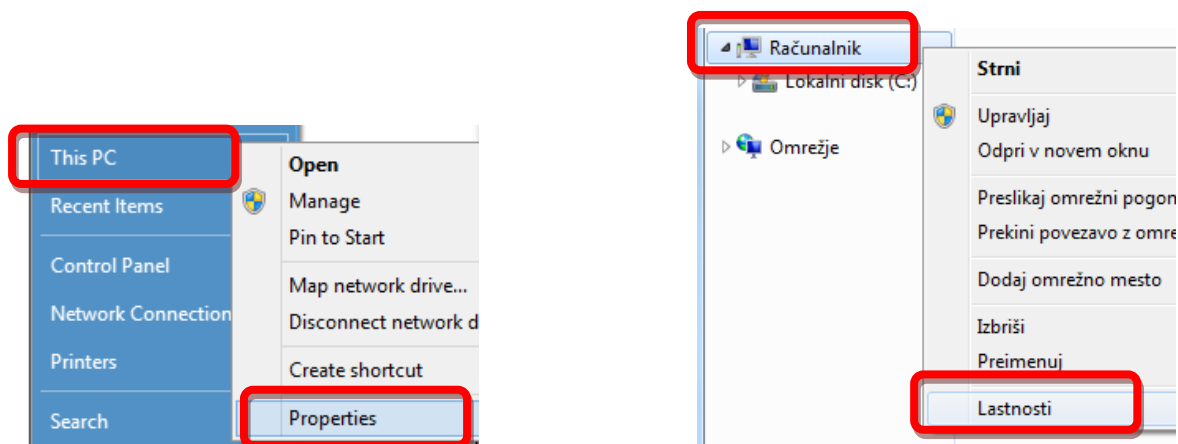 This PC
Recent Items
Control Panel
Network Connection
Printers
Search
Open
Manage
Pin to Start
Map network drive...
Disconnect network d
Create shortcut
Properties
Računalnik
Lokalni disk (C:)
Omrežje
Strni
Upravljaj
Odpri v novem oknu
Preslikaj omrežni pogon
Prekini povezavo z omre
Dodaj omrežno mesto
Izbriši
Preimenuj
Lastnosti